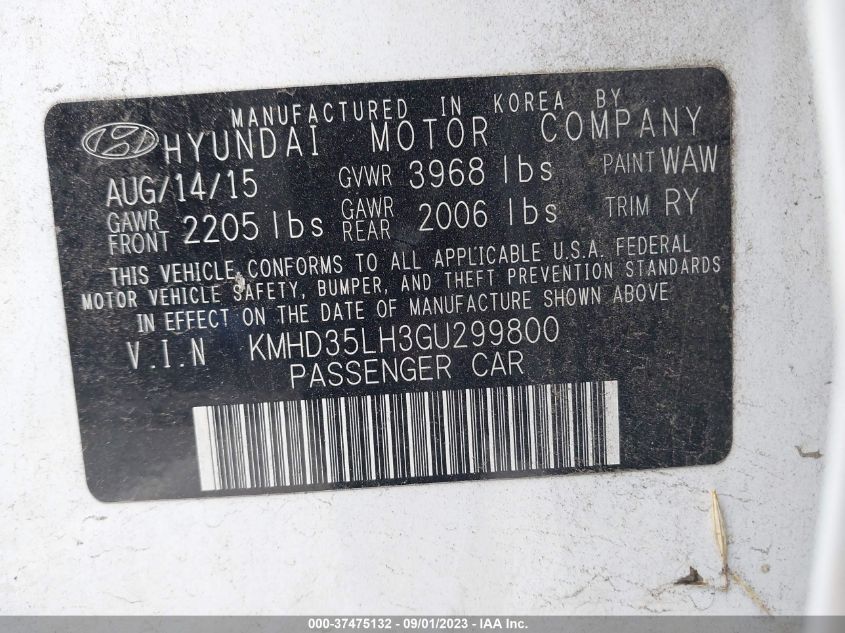 MANUFACTURED IN KOREA BY
HYUNDAI MOTOR COMPANY
AUG/14/15 GVWR 3968 lbs PAINT WAW
GAWR FRONT 2205 lbs GAWR REAR 2006 lbs TRIM RY
THIS VEHICLE CONFORMS TO ALL APPLICABLE U.S.A. FEDERAL
MOTOR VEHICLE SAFETY, BUMPER, AND THEFT PREVENTION STANDARDS
IN EFFECT ON THE DATE OF MANUFACTURE SHOWN ABOVE
V.I.N KMHD35LH3GU299800
PASSENGER CAR
000-37475132 - 09/01/2023 - IAA Inc.